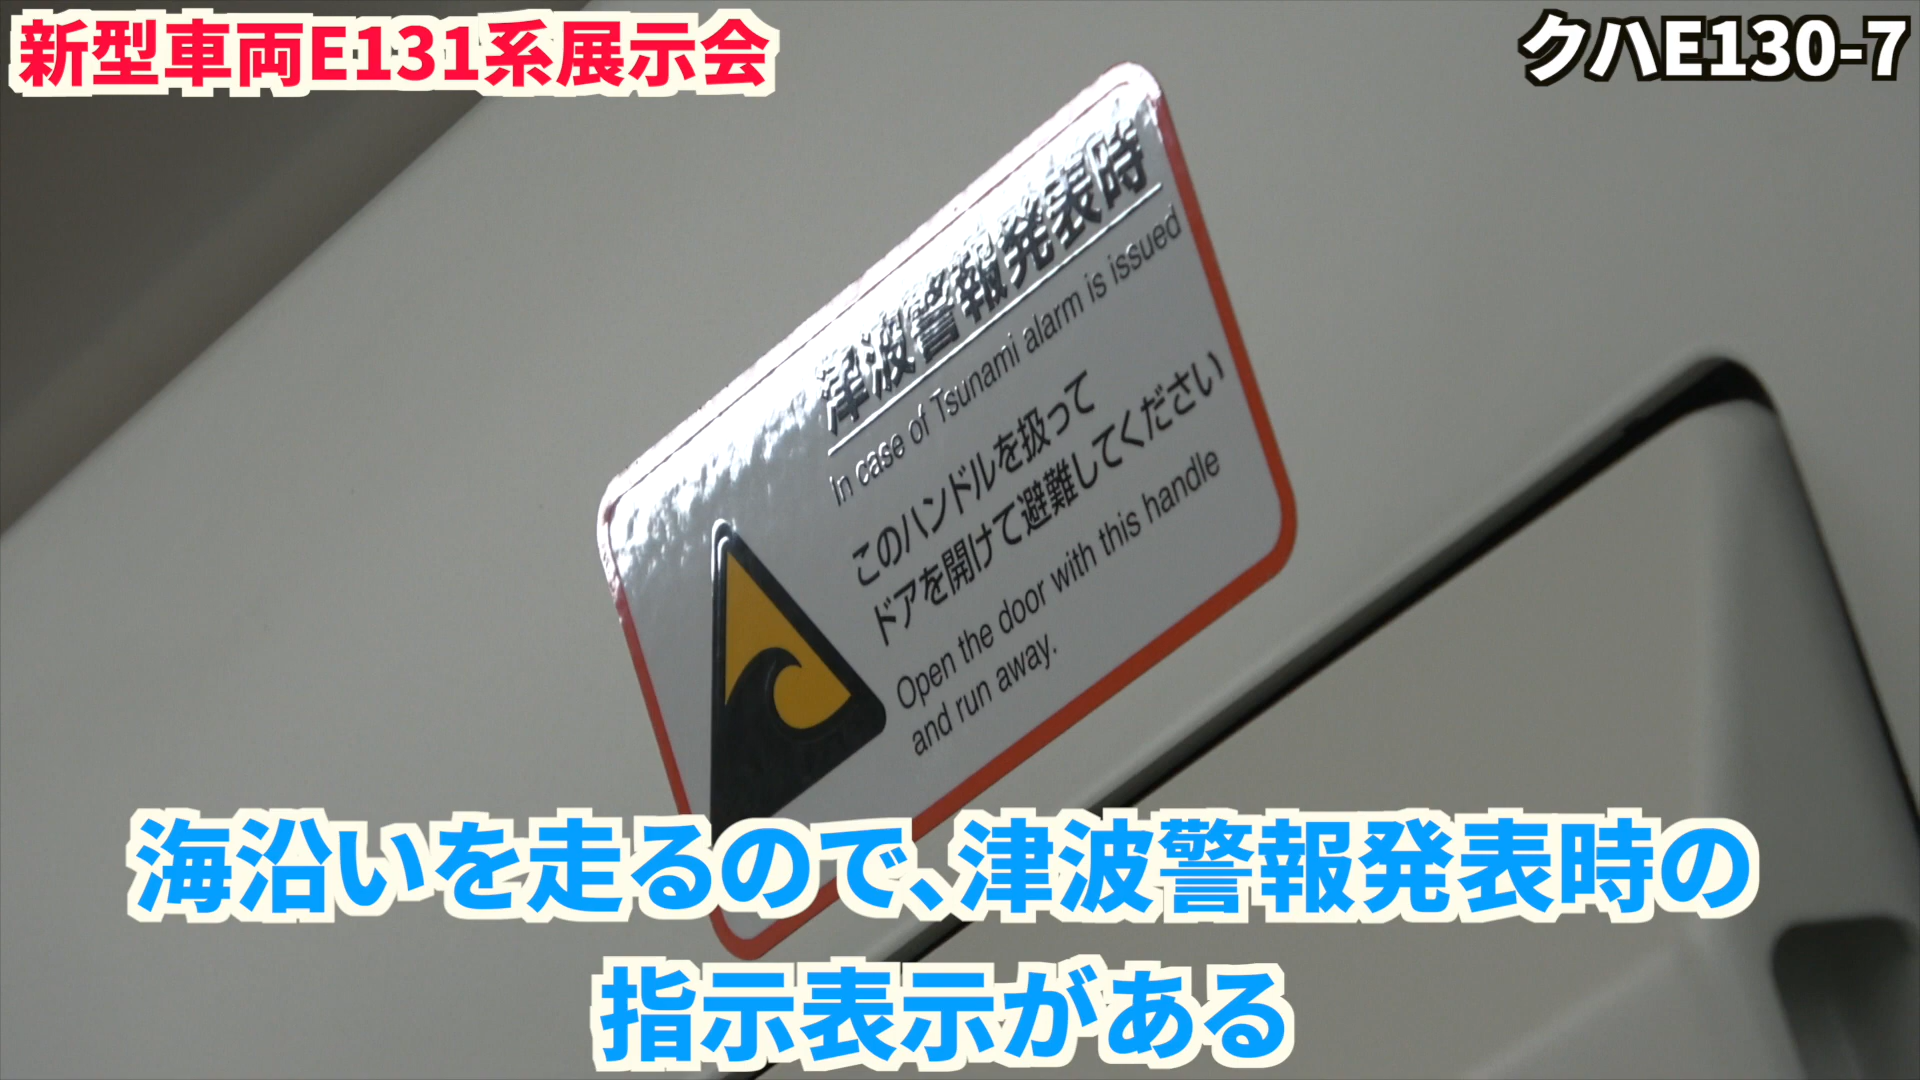 新型車両E131系展示会
クハE130-7
津波警報発表時
In case of Tsunami alarm is issued
このハンドルを扱って
ドアを開けて避難してください
Open the door with this handle
and run away.
海沿いを走るので、津波警報発表時の
指示表示がある